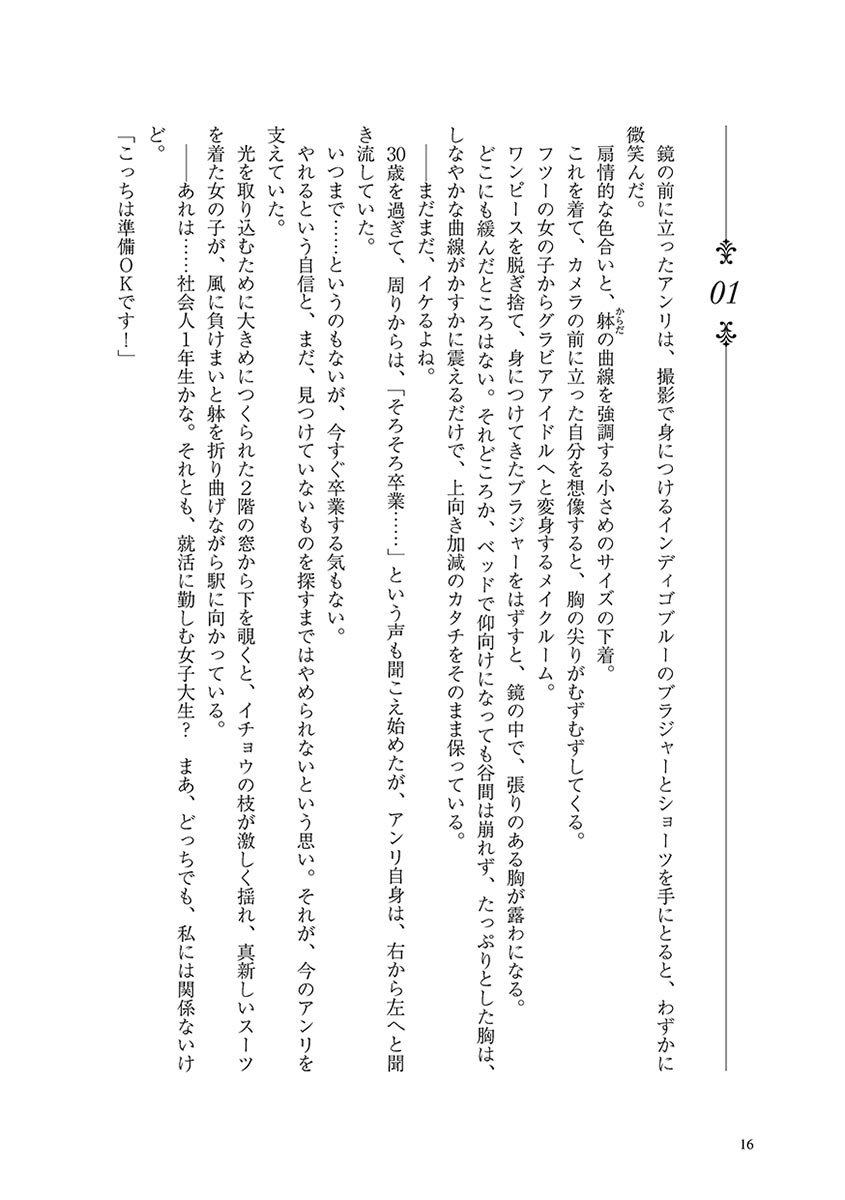 01
鏡の前に立ったアンリは、撮影で身につけるインディゴブルーのブラジャーとショーツを手にとると、わずかに
微笑んだ。
扇情的な色合いと、躰の曲線を強調する小さめのサイズの下着。
からだ
これを着て、カメラの前に立った自分を想像すると、胸の尖りがむずむずしてくる。
フツーの女の子からグラビアアイドルへと変身するメイクルーム。
ワンピースを脱ぎ捨て、身につけてきたブラジャーをはずすと、鏡の中で、張りのある胸が露わになる。
どこにも緩んだところはない。それどころか、ベッドで仰向けになっても谷間は崩れず、たっぷりとした胸は、
しなやかな曲線がかすかに震えるだけで、上向き加減のカタチをそのまま保っている。
――まだまだ、イケるよね。
30歳を過ぎて、周りからは、「そろそろ卒業……」という声も聞こえ始めたが、アンリ自身は、右から左へと聞
き流していた。
いつまで……というのもないが、今すぐ卒業する気もない。
やれるという自信と、まだ、見つけていないものを探すまではやめられないという思い。それが、今のアンリを
支えていた。
光を取り込むために大きめにつくられた2階の窓から下を覗くと、イチョウの枝が激しく揺れ、真新しいスーツ
を着た女の子が、風に負けまいと躰を折り曲げながら駅に向かっている。
――あれは……社会人1年生かな。それとも、就活に勤しむ女子大生?　まあ、どっちでも、私には関係ないけ
ど。
「こっちは準備OKです!」
16